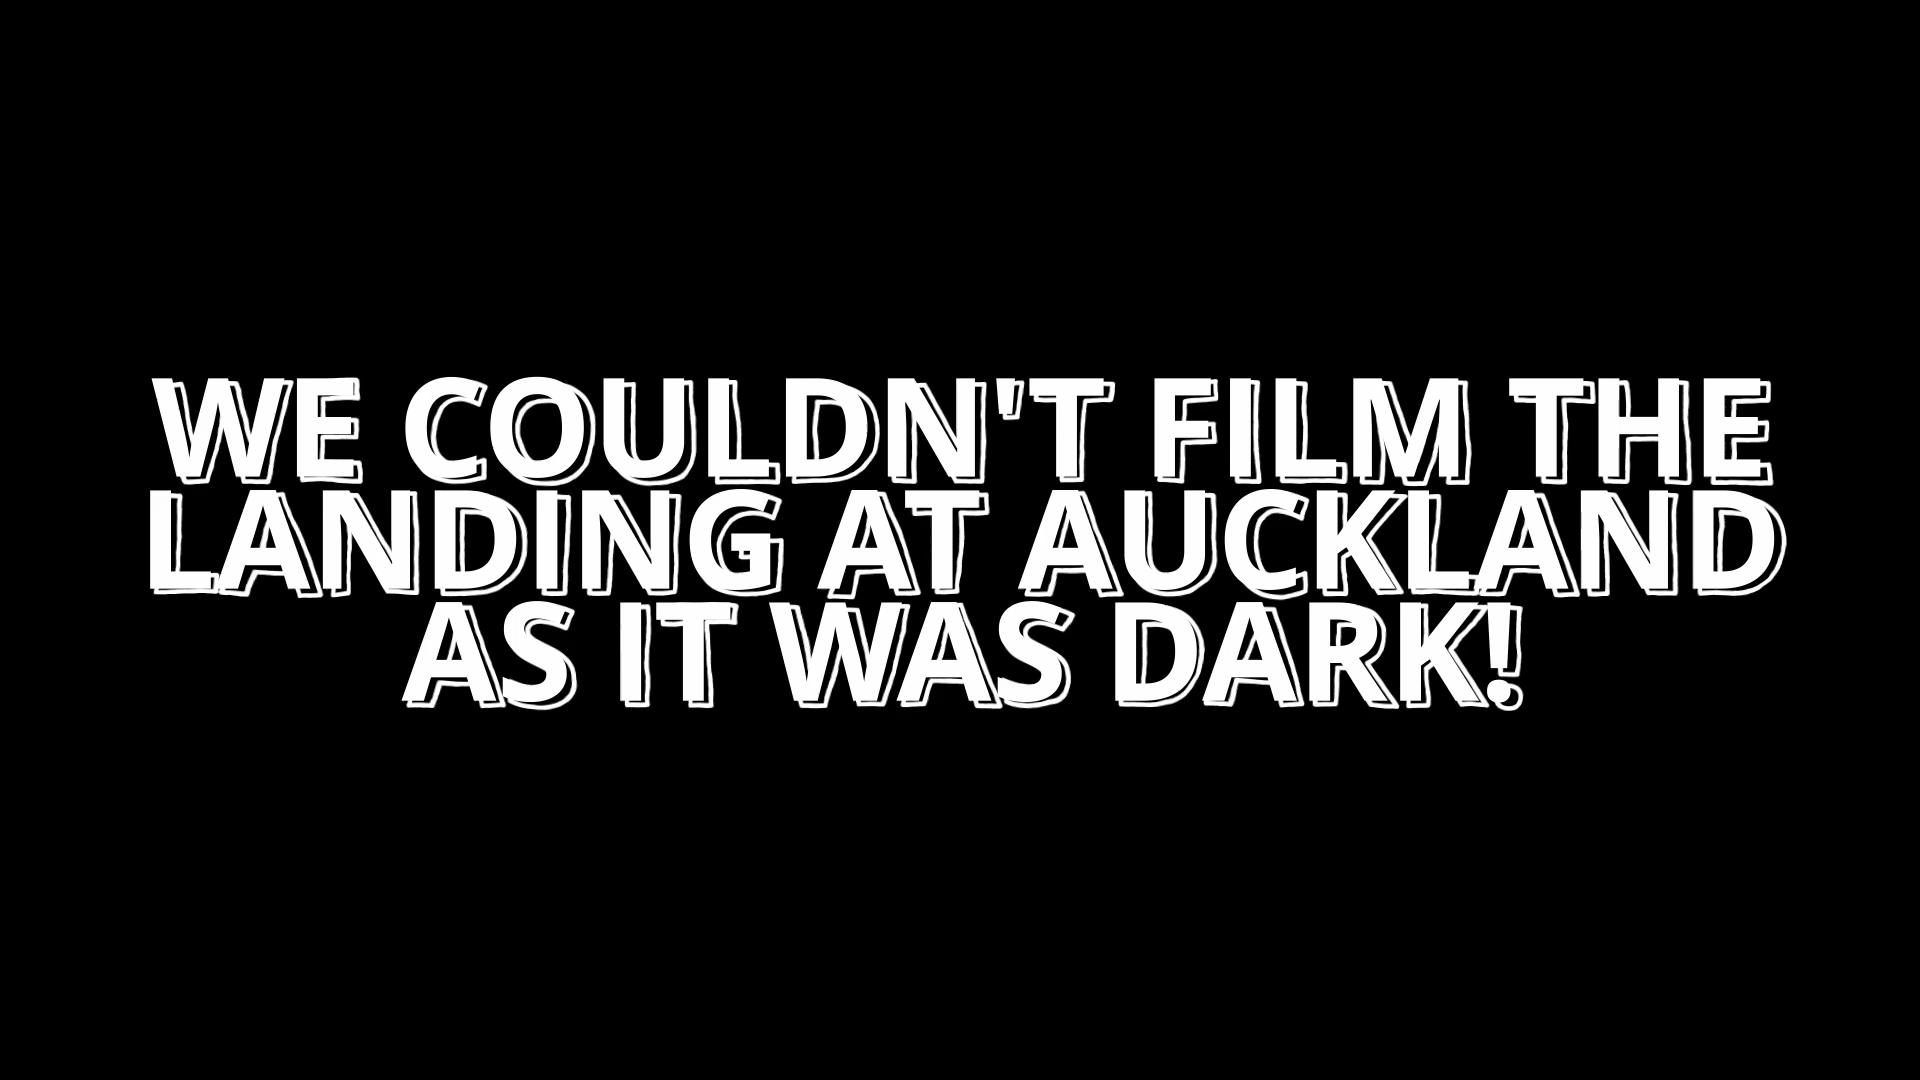 WE COULDN'T FILM THE
LANDING AT AUCKLAND
AS IT WAS DARK!